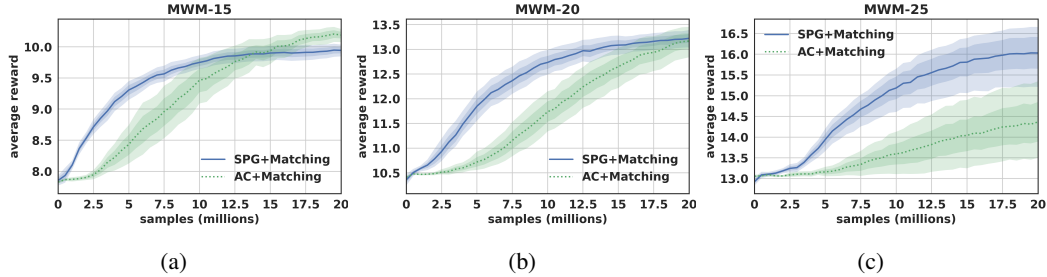 MWM-15
average reward
10.0
9.5
9.0
8.5
8.0
SPG+Matching
AC+Matching
0 2.5 5 7.5 10 12.5 15 17.5 20
samples (millions)
(a)
MWM-20
average reward
13.5
13.0
12.5
12.0
11.5
11.0
10.5
SPG+Matching
AC+Matching
0 2.5 5 7.5 10 12.5 15 17.5 20
samples (millions)
(b)
MWM-25
average reward
16.5
16.0
15.5
15.0
14.5
14.0
13.5
13.0
SPG+Matching
AC+Matching
0 2.5 5 7.5 10 12.5 15 17.5 20
samples (millions)
(c)